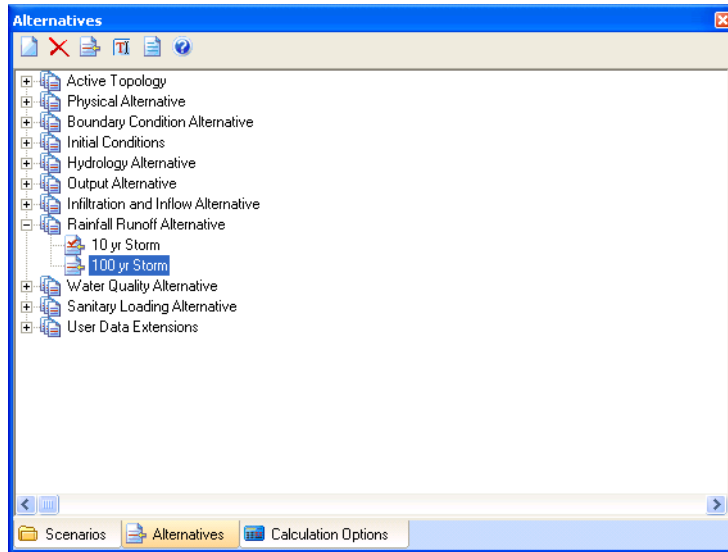 Alternatives
Active Topology
Physical Alternative
Boundary Condition Alternative
Initial Conditions
Hydrology Alternative
Output Alternative
Infiltration and Inflow Alternative
Rainfall Runoff Alternative
10 yr Storm
100 yr Storm
Water Quality Alternative
Sanitary Loading Alternative
User Data Extensions
Scenarios Alternatives Calculation Options